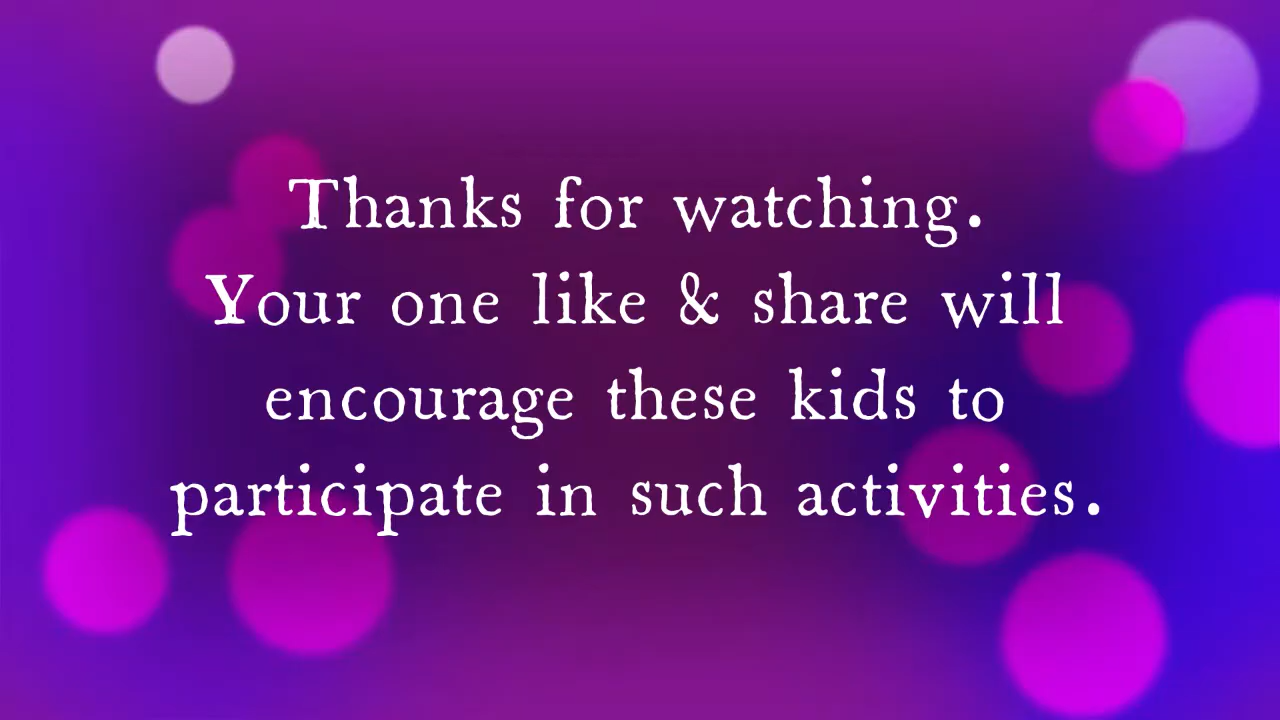 Thanks for watching.
Your one like & share will
encourage these kids to
participate in such activities.